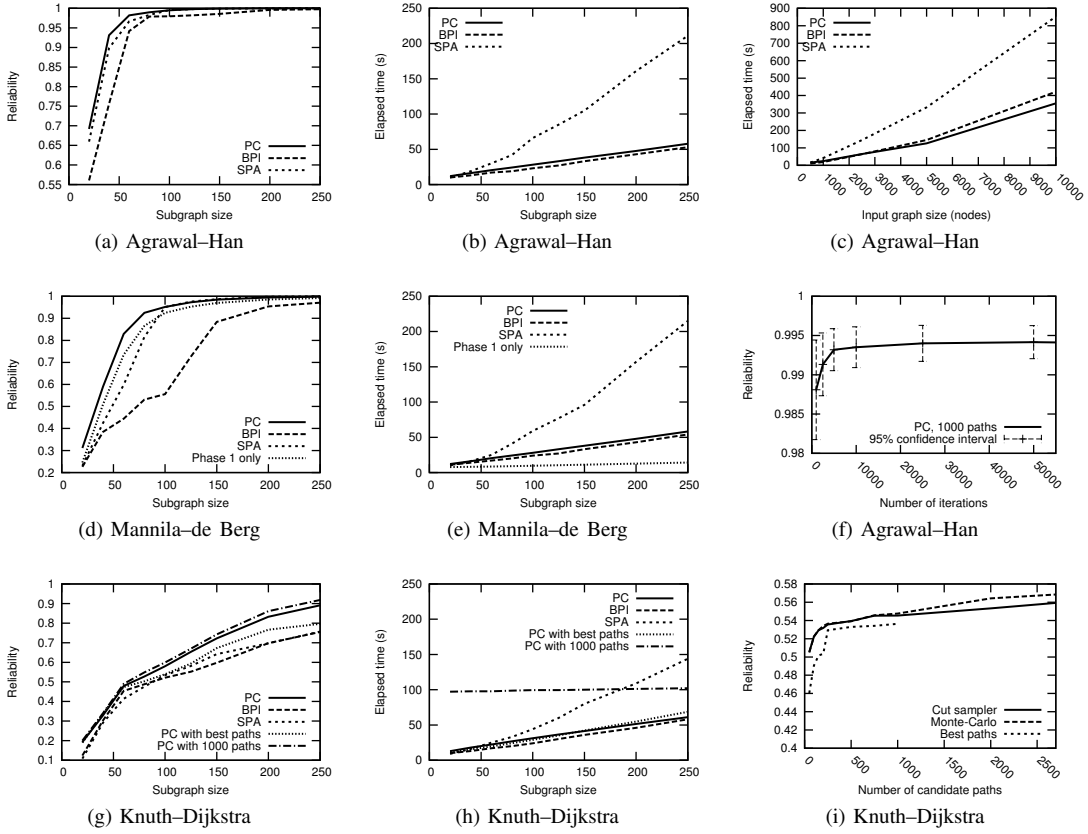 1
0.95
0.9
0.85
0.8
0.75
0.7
0.65
0.6
0.55
Reliability
PC
BPI
SPA
0 50 100 150 200 250
Subgraph size
(a) Agrawal–Han
250
200
150
100
50
0
Elapsed time (s)
PC
BPI
SPA
0 50 100 150 200 250
Subgraph size
(b) Agrawal–Han
900
800
700
600
500
400
300
200
100
0
Elapsed time (s)
PC
BPI
SPA
0 1000 2000 3000 4000 5000 6000 7000 8000 9000 10000
Input graph size (nodes)
(c) Agrawal–Han
1
0.9
0.8
0.7
0.6
0.5
0.4
0.3
0.2
Reliability
PC
BPI
SPA
Phase 1 only
0 50 100 150 200 250
Subgraph size
(d) Mannila–de Berg
250
200
150
100
50
0
Elapsed time (s)
PC
BPI
SPA
Phase 1 only
0 50 100 150 200 250
Subgraph size
(e) Mannila–de Berg
1
0.995
0.99
0.985
0.98
Reliability
PC, 1000 paths
95% confidence interval
0 10000 20000 30000 40000 50000
Number of iterations
(f) Agrawal–Han
1
0.9
0.8
0.7
0.6
0.5
0.4
0.3
0.2
0.1
Reliability
PC
BPI
SPA
PC with best paths
PC with 1000 paths
0 50 100 150 200 250
Subgraph size
(g) Knuth–Dijkstra
250
200
150
100
50
0
Elapsed time (s)
PC
BPI
SPA
PC with best paths
PC with 1000 paths
0 50 100 150 200 250
Subgraph size
(h) Knuth–Dijkstra
0.58
0.56
0.54
0.52
0.5
0.48
0.46
0.44
0.42
0.4
Reliability
Cut sampler
Monte-Carlo
Best paths
0 500 1000 1500 2000 2500
Number of candidate paths
(i) Knuth–Dijkstra